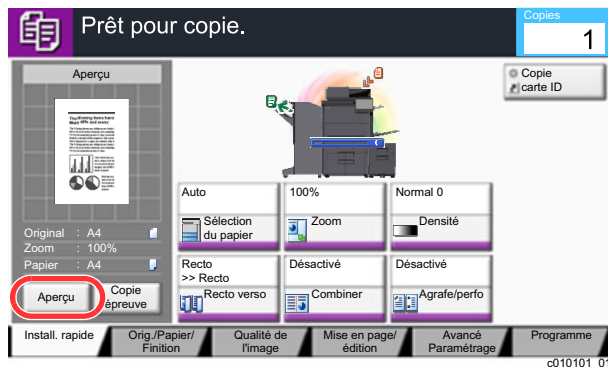 Prêt pour copie.
Copies
1
Aperçu
Original : A4
Zoom : 100%
Papier : A4
Aperçu
Copie
épreuve
Copie
carte ID
Auto
Sélection
du papier
100%
Zoom
Normal 0
Densité
Recto
>> Recto
Recto verso
Désactivé
Combiner
Désactivé
Agrafe/perfo
Install. rapide
Orig./Papier/
Finition
Qualité de
l'image
Mise en page/
édition
Avancé
Paramétrage
Programme
c010101_01